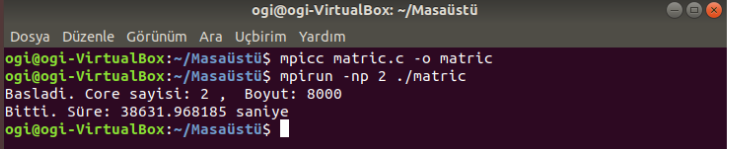 ogi@ogi-VirtualBox: ~/Masaüstü
Dosya Düzenle Görünüm Ara Uçbirim Yardım
ogi@ogi-VirtualBox:~/Masaüstü$ mpicc matric.c -o matric
ogi@ogi-VirtualBox:~/Masaüstü$ mpirun -np 2 ./matric
Basladi. Core sayisi: 2 ,  Boyut: 8000
Bitti. Süre: 38631.968185 saniye
ogi@ogi-VirtualBox:~/Masaüstü$